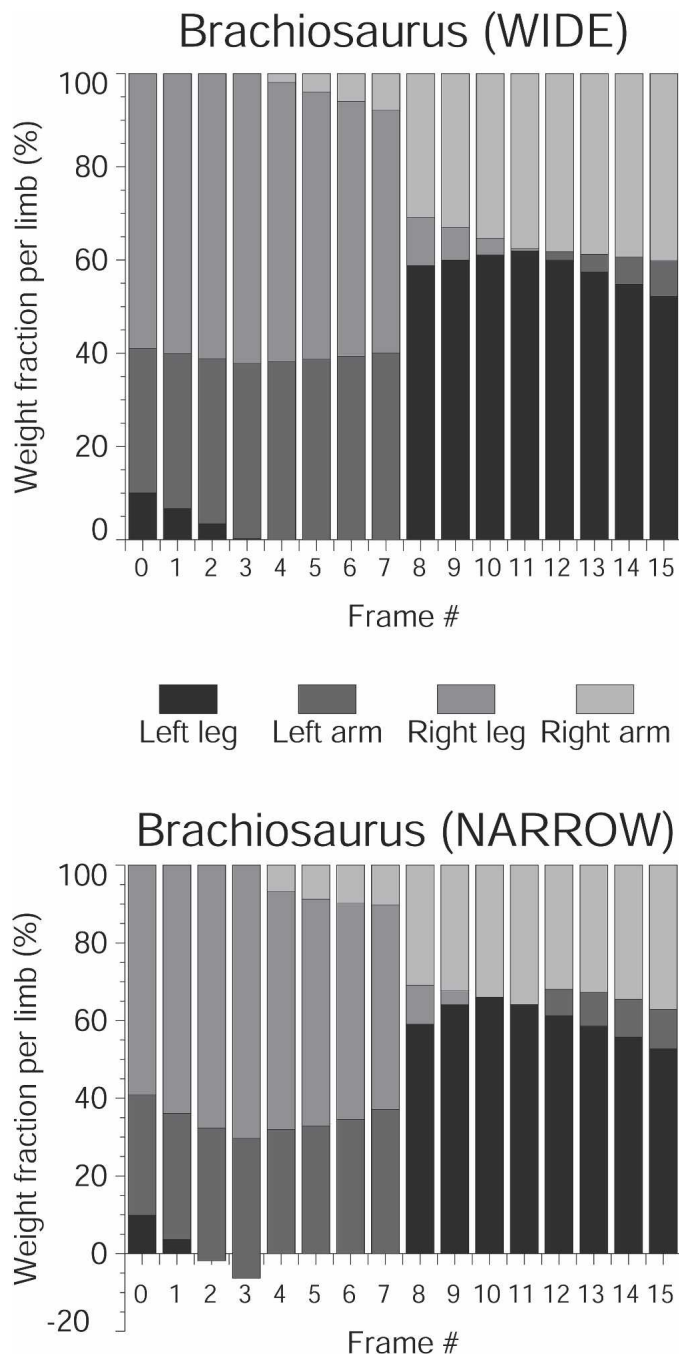 Brachiosaurus (WIDE)
Weight fraction per limb (%)
100
80
60
40
20
0
0 1 2 3 4 5 6 7 8 9 10 11 12 13 14 15
Frame #
Left leg Left arm Right leg Right arm
Brachiosaurus (NARROW)
Weight fraction per limb (%)
100
80
60
40
20
0
-20
0 1 2 3 4 5 6 7 8 9 10 11 12 13 14 15
Frame #